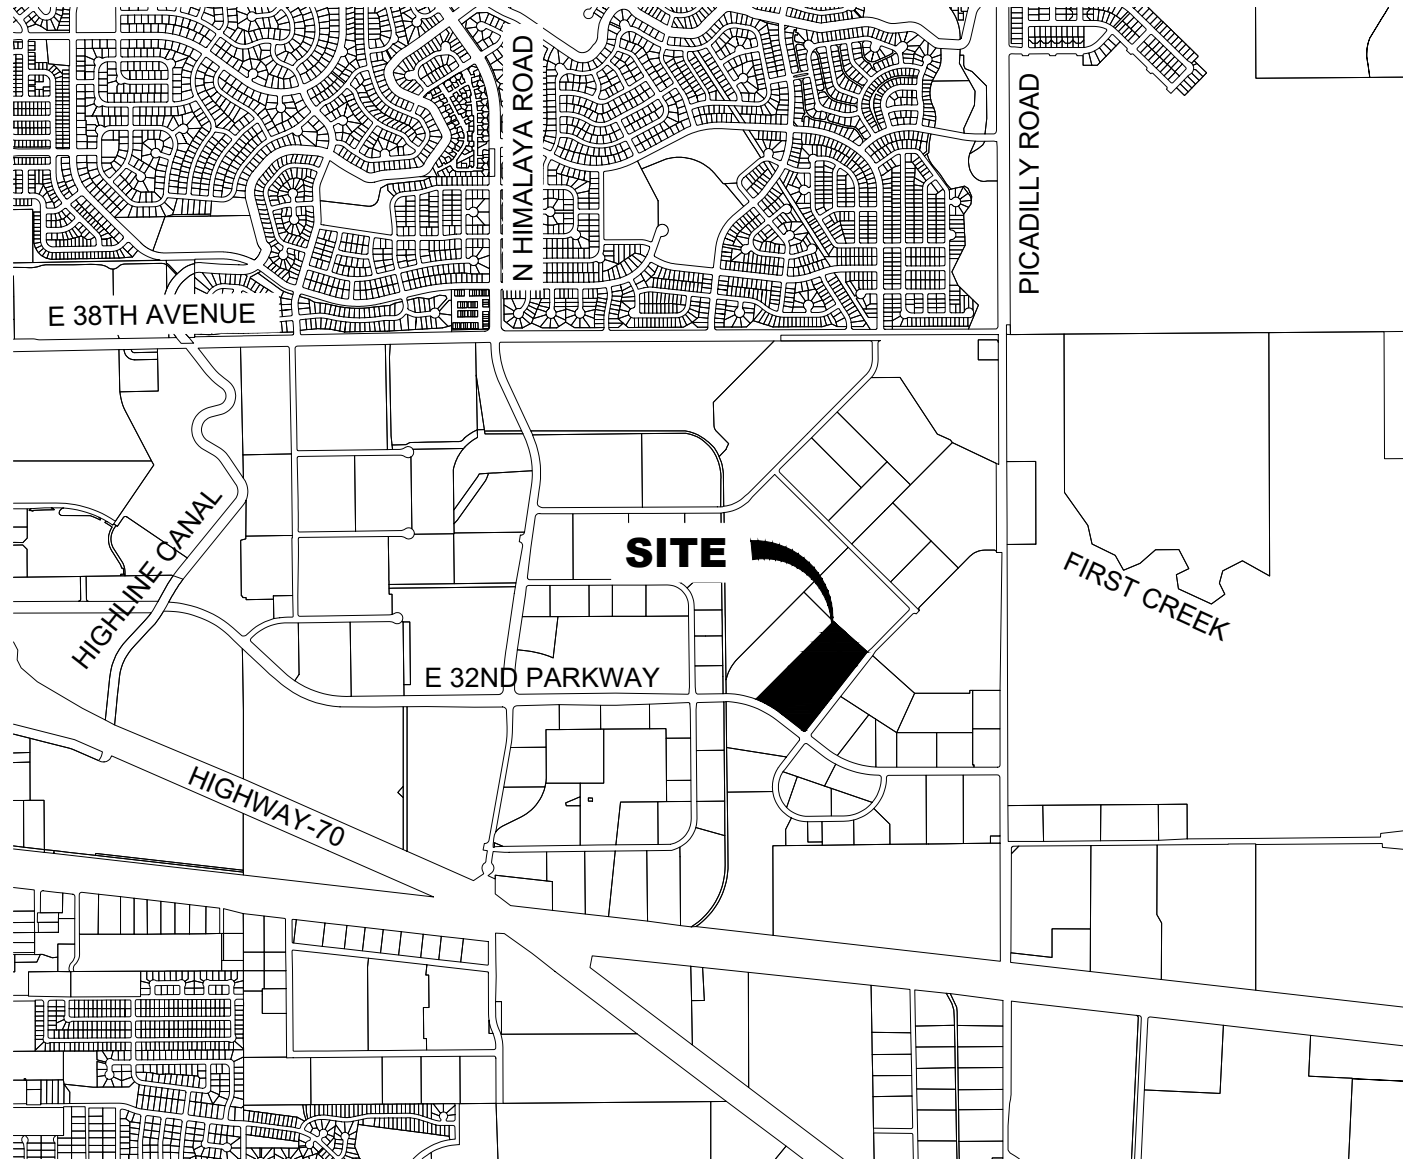 N HIMALAYA ROAD
PICADILLY ROAD
E 38TH AVENUE
HIGHLINE CANAL
SITE
FIRST CREEK
E 32ND PARKWAY
HIGHWAY-70